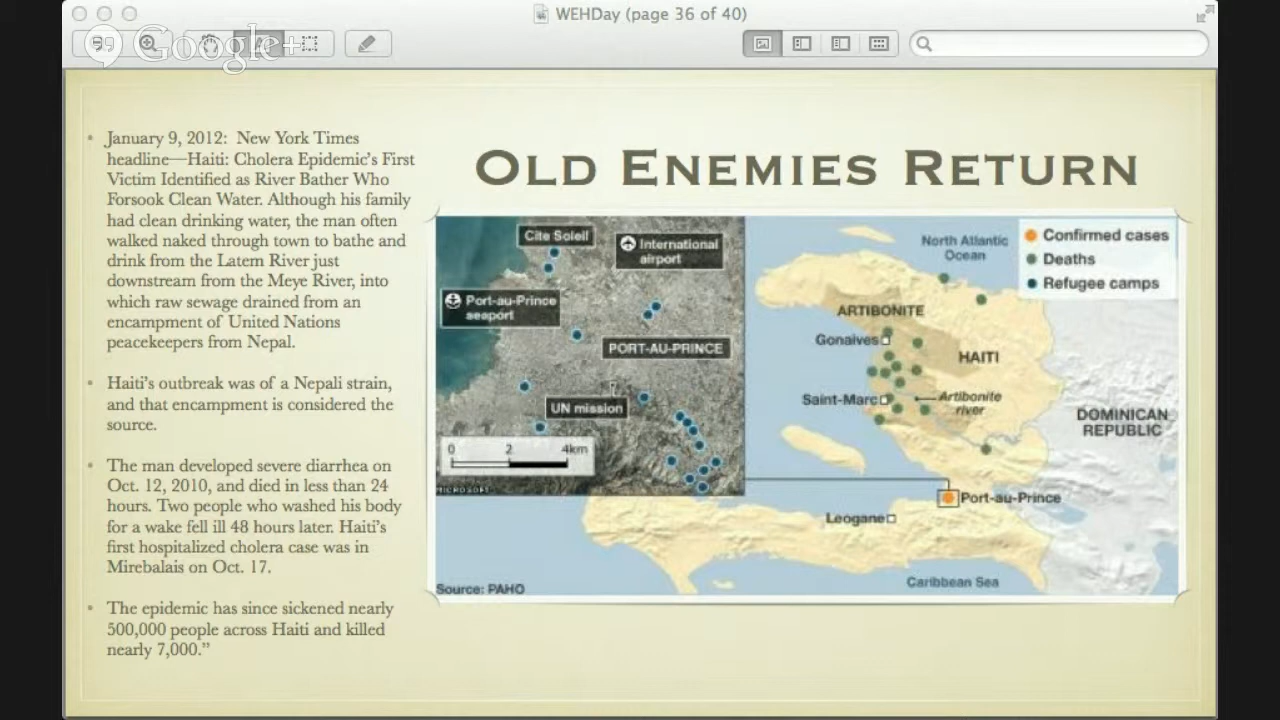 WEHDay (page 36 of 40)
Google+
January 9, 2012: New York Times
headline—Haiti: Cholera Epidemic's First
Victim Identified as River Bather Who
Forsook Clean Water. Although his family
had clean drinking water, the man often
walked naked through town to bathe and
drink from the Latem River just
downstream from the Meye River, into
which raw sewage drained from an
encampment of United Nations
peacekeepers from Nepal.
Haiti's outbreak was of a Nepali strain,
and that encampment is considered the
source.
The man developed severe diarrhea on
Oct. 12, 2010, and died in less than 24
hours. Two people who washed his body
for a wake fell ill 48 hours later. Haiti's
first hospitalized cholera case was in
Mirebalais on Oct. 17.
The epidemic has since sickened nearly
500,000 people across Haiti and killed
nearly 7,000."
OLD ENEMIES RETURN
Cite Soleil
International
airport
Port-au-Prince
seaport
PORT-AU-PRINCE
UN mission
0 2 4km
MICROSOFT
Source: PAHO
North Atlantic
Ocean
Confirmed cases
Deaths
Refugee camps
ARTIBONITE
Gonaives
HAITI
Saint-Marc
Artibonite
river
DOMINICAN
REPUBLIC
Port-au-Prince
Leogane
Caribbean Sea